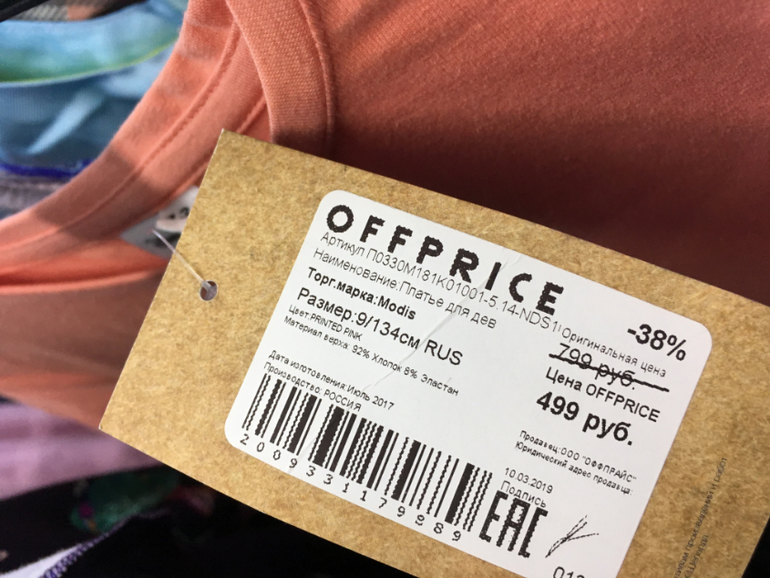 OFFPRICE
Артикул П0330М181К01001-5.14-NDS1
Наименование:Платье для дев
Торг.марка:Modis
Размер:9/134см RUS
Цвет:PRINTED PINK
Материал верха: 92% Хлопок 8% Эластан
-38%
Оригинальная цена
799 руб.
Цена OFFPRICE
499 руб.
Дата изготовления:Июль 2017
Производство: РОССИЯ
2009331179989
Продавец:ООО "ОФФПРАЙС"
Юридический адрес продавца:
10.03.2019
Подпись
ЕАС